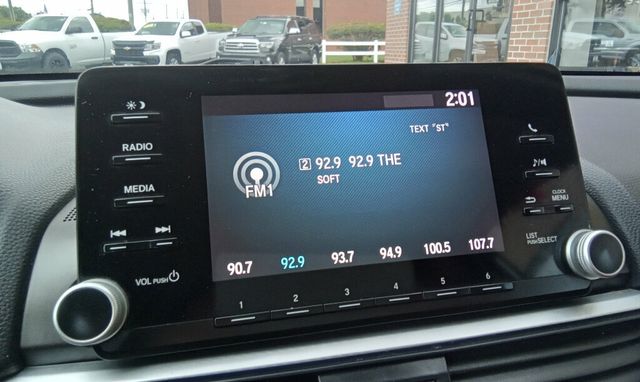 2:01
TEXT "ST"
2 92.9 92.9 THE
SOFT
FM1
90.7 92.9 93.7 94.9 100.5 107.7
RADIO
MEDIA
VOL PUSH
1 2 3 4 5 6
CLOCK
MENU
LIST
PUSH SELECT